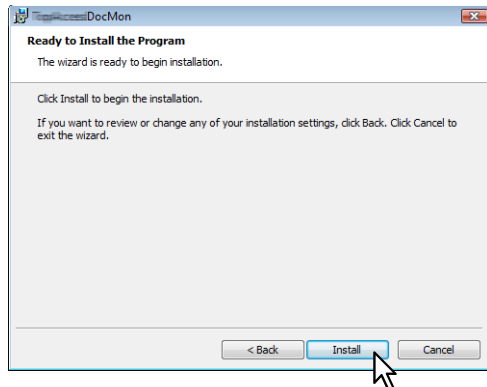 DocMon
Ready to Install the Program
The wizard is ready to begin installation.
Click Install to begin the installation.
If you want to review or change any of your installation settings, click Back. Click Cancel to
exit the wizard.
< Back Install Cancel